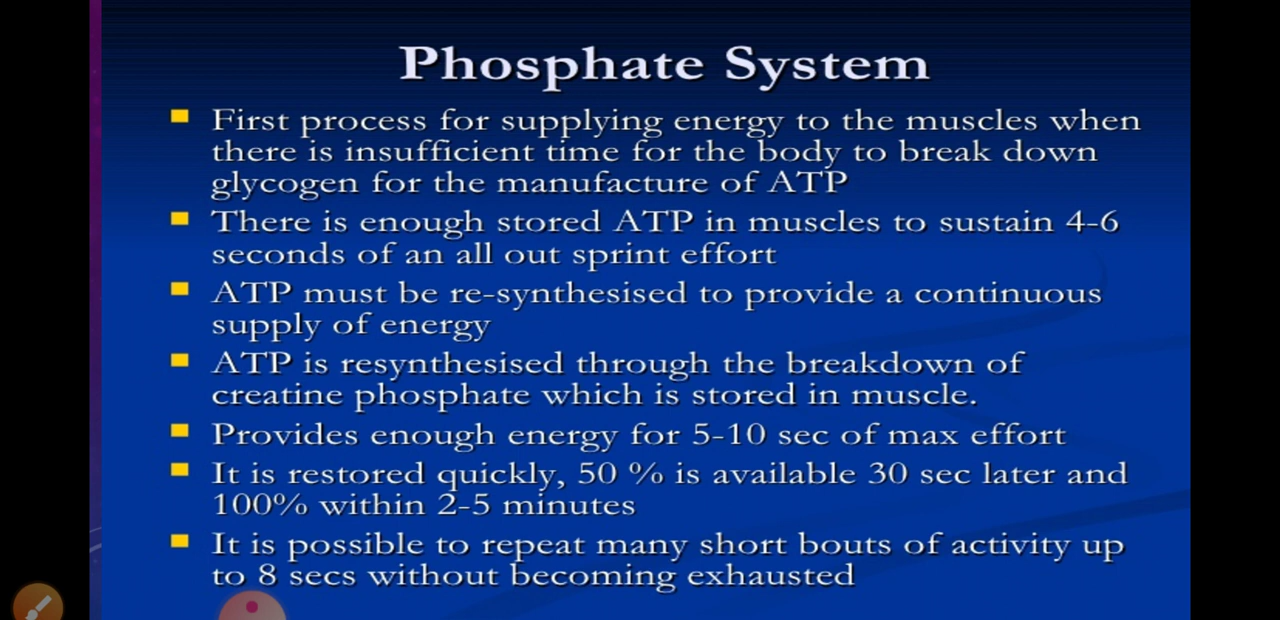 Phosphate System
First process for supplying energy to the muscles when
there is insufficient time for the body to break down
glycogen for the manufacture of ATP
There is enough stored ATP in muscles to sustain 4-6
seconds of an all out sprint effort
ATP must be re-synthesised to provide a continuous
supply of energy
ATP is resynthesised through the breakdown of
creatine phosphate which is stored in muscle.
Provides enough energy for 5-10 sec of max effort
It is restored quickly, 50 % is available 30 sec later and
100% within 2-5 minutes
It is possible to repeat many short bouts of activity up
to 8 secs without becoming exhausted